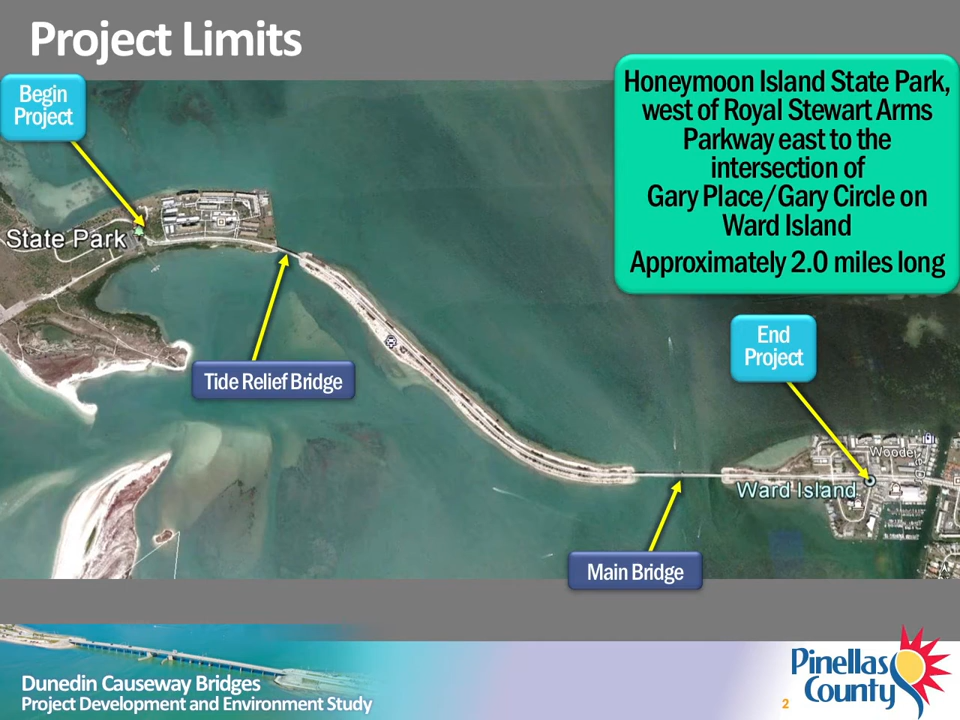 Project Limits
Begin
Project
Honeymoon Island State Park,
west of Royal Stewart Arms
Parkway east to the
intersection of
Gary Place/Gary Circle on
Ward Island
Approximately 2.0 miles long
State Park
Tide Relief Bridge
End
Project
Ward Island
Main Bridge
Dunedin Causeway Bridges
Project Development and Environment Study
Pinellas
County
2